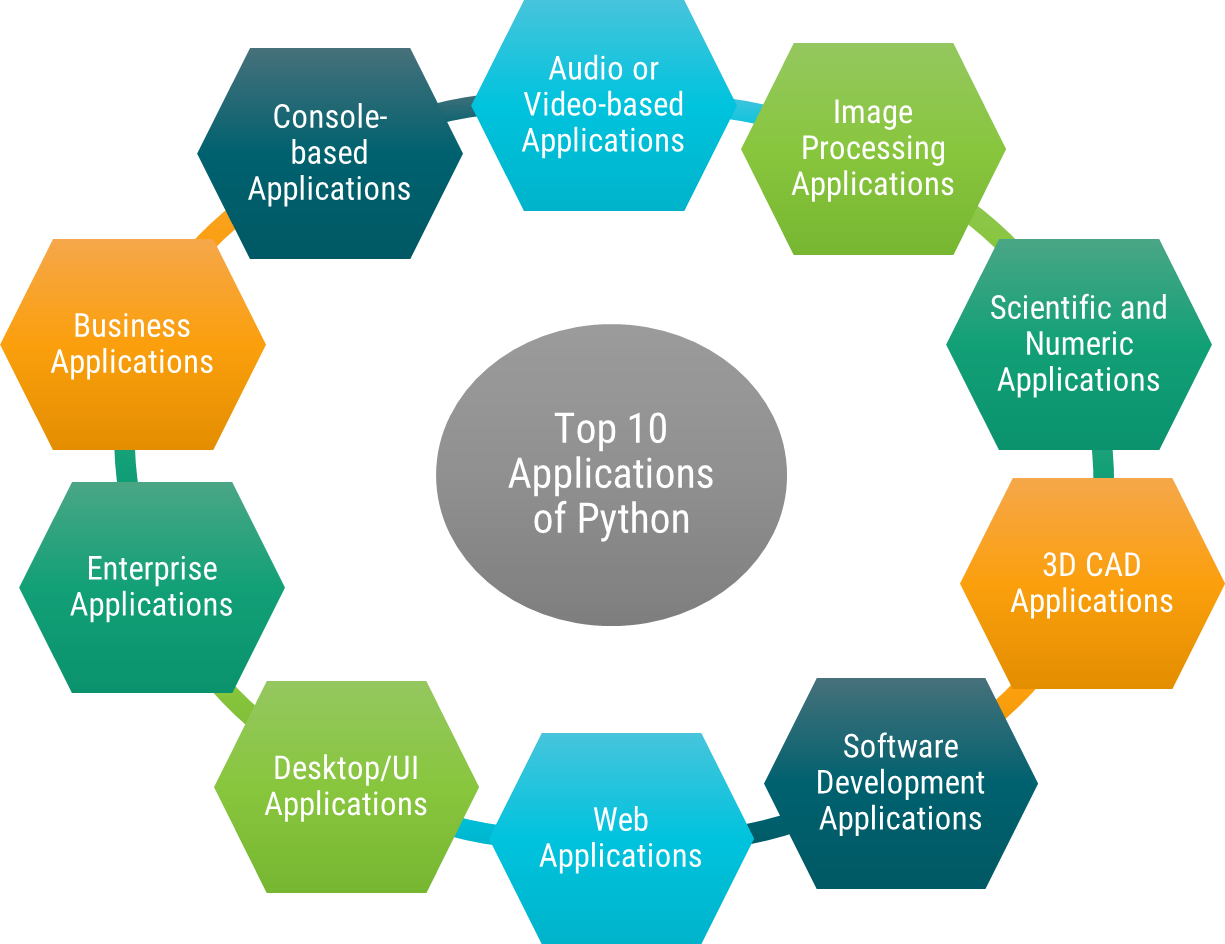 Audio or
Video-based
Applications
Image
Processing
Applications
Scientific and
Numeric
Applications
3D CAD
Applications
Software
Development
Applications
Web
Applications
Desktop/UI
Applications
Enterprise
Applications
Business
Applications
Console-
based
Applications
Top 10
Applications
of Python